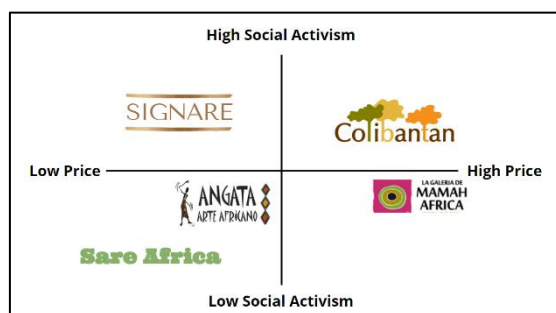 High Social Activism
SIGNARE
Colibantan
Low Price
High Price
ANGATA
ARTE AFRICANO
LA GALERIA DE
MAMAH
AFRICA
Sare Africa
Low Social Activism